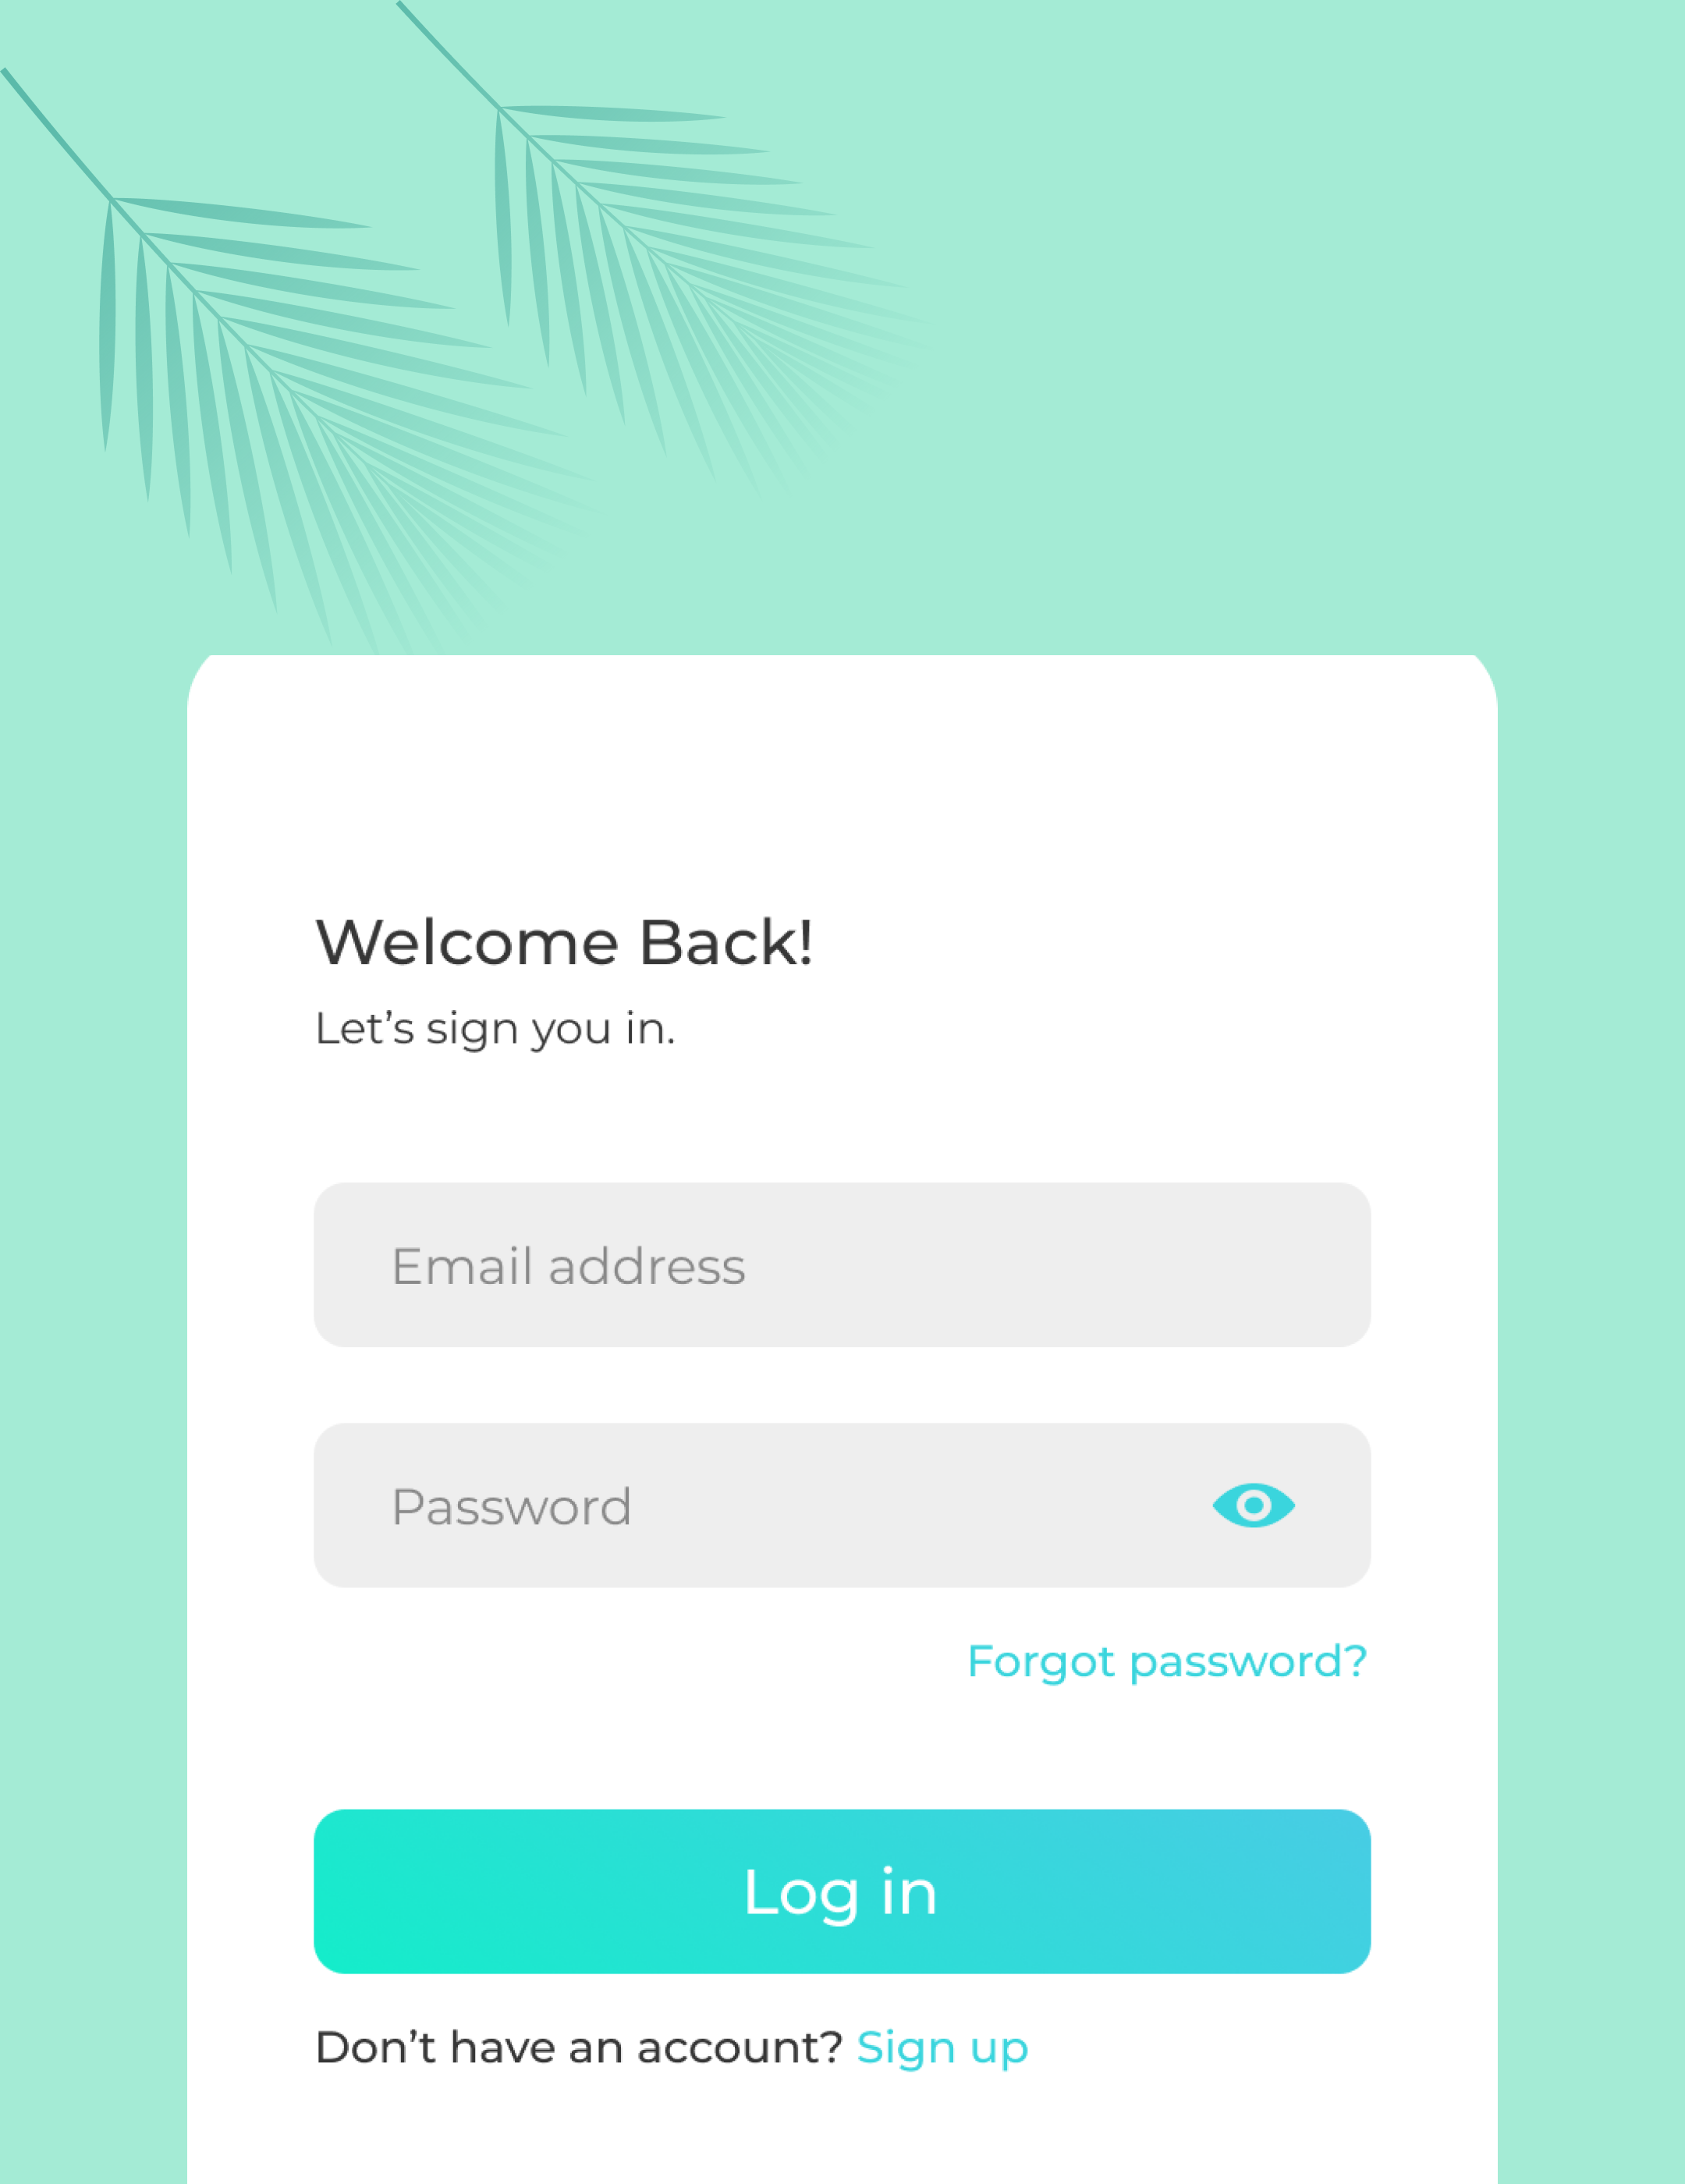 Welcome Back!
Let’s sign you in.
Email address
Password
Forgot password?
Log in
Don’t have an account? Sign up